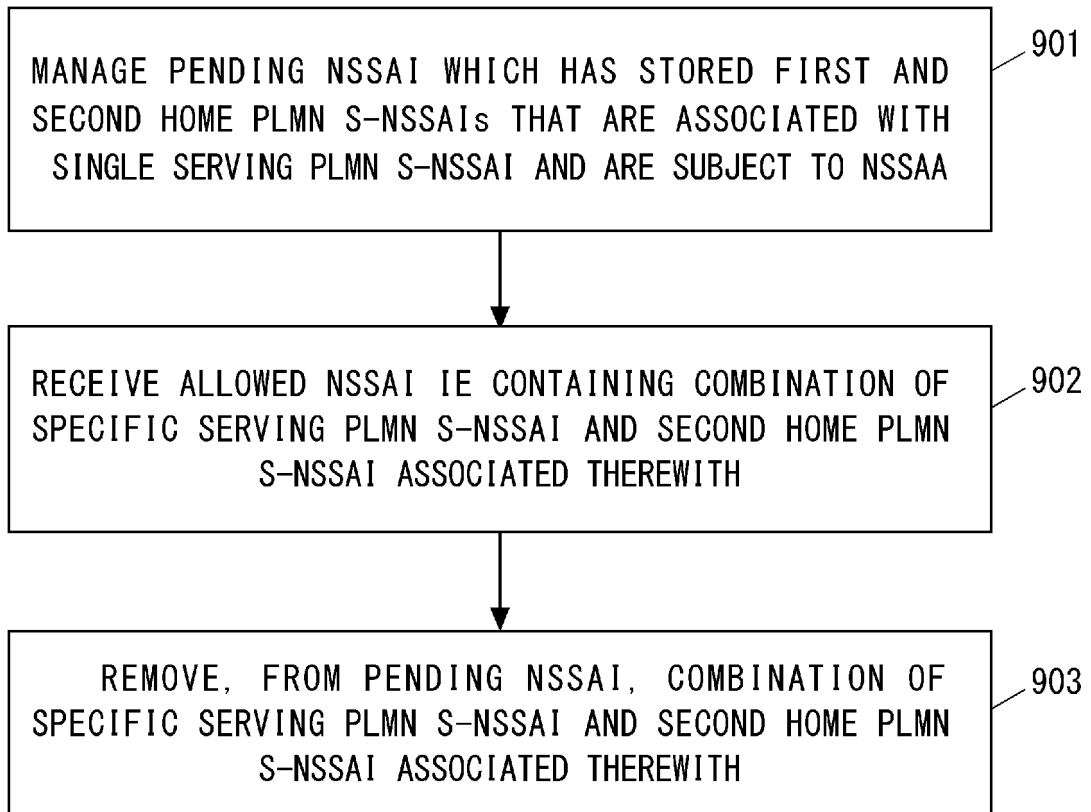 MANAGE PENDING NSSAI WHICH HAS STORED FIRST AND
SECOND HOME PLMN S-NSSAIs THAT ARE ASSOCIATED WITH
SINGLE SERVING PLMN S-NSSAI AND ARE SUBJECT TO NSSAA
901
RECEIVE ALLOWED NSSAI IE CONTAINING COMBINATION OF
SPECIFIC SERVING PLMN S-NSSAI AND SECOND HOME PLMN
S-NSSAI ASSOCIATED THEREWITH
902
REMOVE, FROM PENDING NSSAI, COMBINATION OF
SPECIFIC SERVING PLMN S-NSSAI AND SECOND HOME PLMN
S-NSSAI ASSOCIATED THEREWITH
903